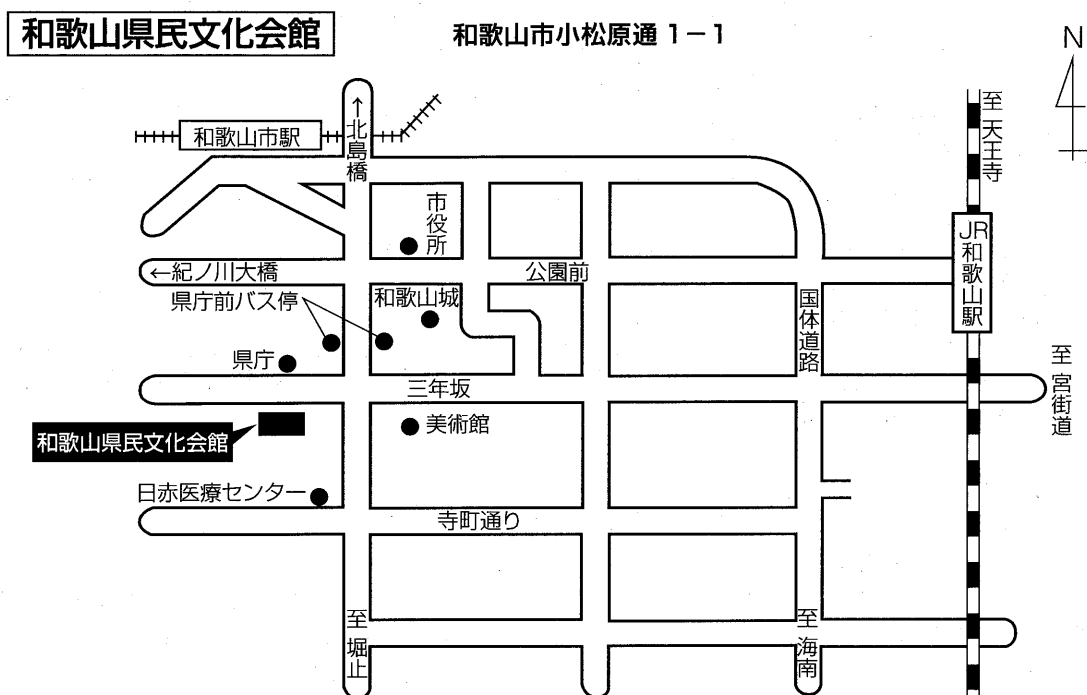 和歌山県民文化会館
和歌山市小松原通 1−1
N
和歌山市駅
↑北島橋
至 天王寺
市役所
JR和歌山駅
←紀ノ川大橋
公園前
県庁前バス停
和歌山城
国体道路
県庁
三年坂
至 宮街道
和歌山県民文化会館
美術館
日赤医療センター
寺町通り
至 堀止
至 海南